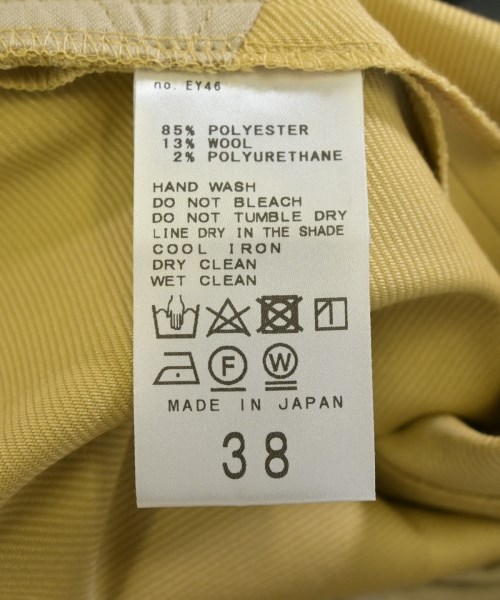 no. EY46
85% POLYESTER
13% WOOL
2% POLYURETHANE
HAND WASH
DO NOT BLEACH
DO NOT TUMBLE DRY
LINE DRY IN THE SHADE
COOL IRON
DRY CLEAN
WET CLEAN
F W
MADE IN JAPAN
38